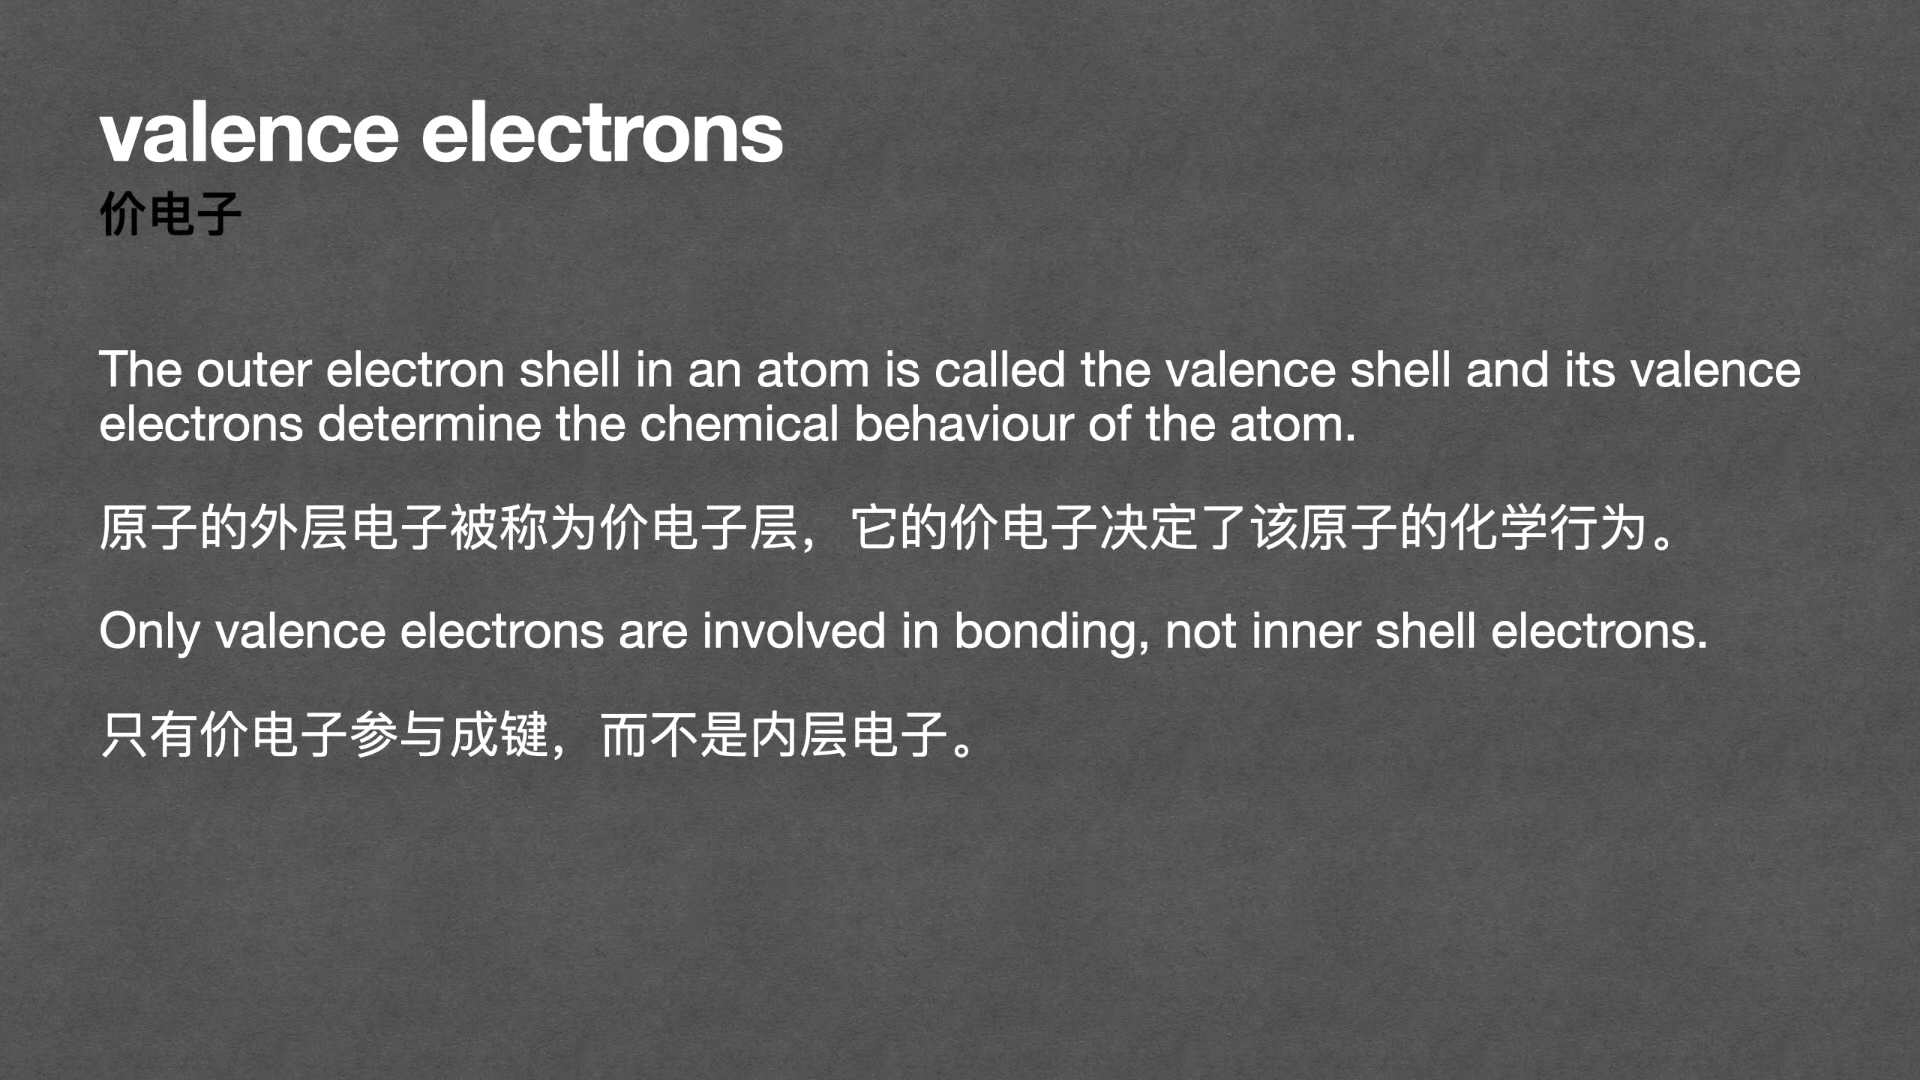 valence electrons
价电子
The outer electron shell in an atom is called the valence shell and its valence
electrons determine the chemical behaviour of the atom.
原子的外层电子被称为价电子层，它的价电子决定了该原子的化学行为。
Only valence electrons are involved in bonding, not inner shell electrons.
只有价电子参与成键，而不是内层电子。